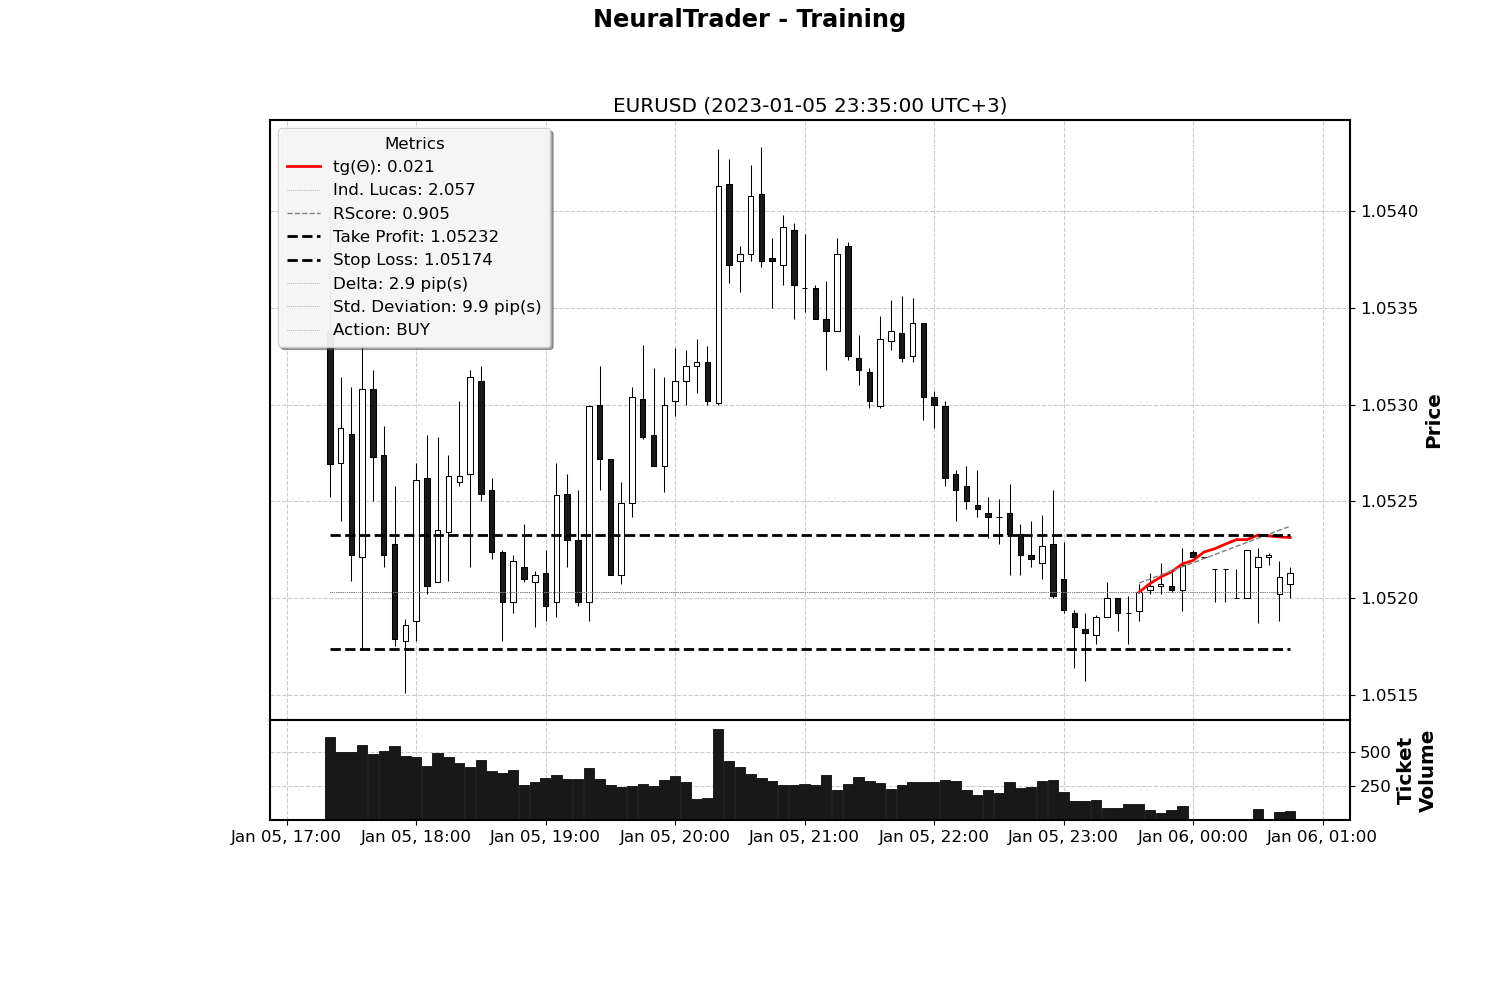 NeuralTrader - Training
EURUSD (2023-01-05 23:35:00 UTC+3)
Metrics
tg(Θ): 0.021
Ind. Lucas: 2.057
RScore: 0.905
Take Profit: 1.05232
Stop Loss: 1.05174
Delta: 2.9 pip(s)
Std. Deviation: 9.9 pip(s)
Action: BUY
1.0540
1.0535
1.0530
1.0525
1.0520
1.0515
Price
500
250
Ticket
Volume
Jan 05, 17:00
Jan 05, 18:00
Jan 05, 19:00
Jan 05, 20:00
Jan 05, 21:00
Jan 05, 22:00
Jan 05, 23:00
Jan 06, 00:00
Jan 06, 01:00